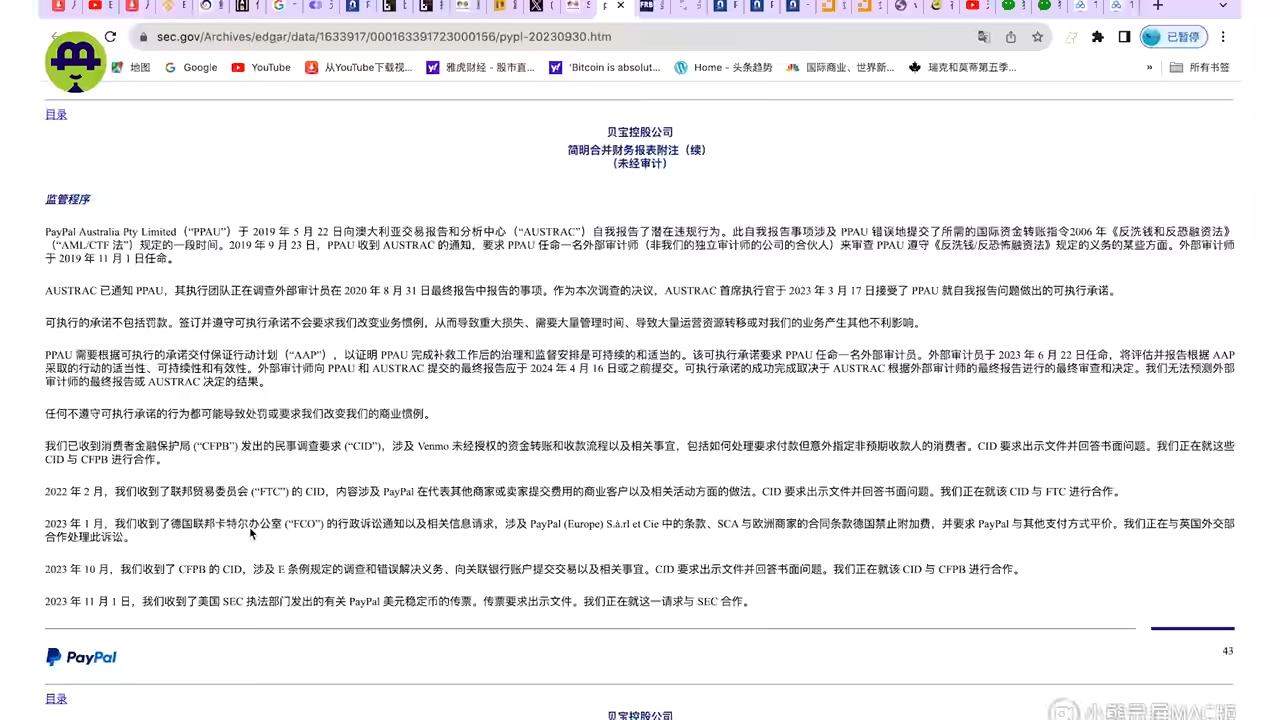 sec.gov/Archives/edgar/data/1633917/000163391723000156/pypl-20230930.htm
已暂停
地图
Google
YouTube
从YouTube下载视...
雅虎财经 - 股市直...
'Bitcoin is absolut...
Home - 头条趋势
国际商业、世界新...
瑞克和莫蒂第五季...
»
所有书签
目录
贝宝控股公司
简明合并财务报表附注（续）
（未经审计）
监管程序
PayPal Australia Pty Limited（“PPAU”）于 2019 年 5 月 22 日向澳大利亚交易报告和分析中心（“AUSTRAC”）自我报告了潜在违规行为。此自我报告事项涉及 PPAU 错误地提交了所需的国际资金转账指令2006 年《反洗钱和反恐融资法》
（“AML/CTF 法”）规定的一段时间。2019 年 9 月 23 日，PPAU 收到 AUSTRAC 的通知，要求 PPAU 任命一名外部审计师（非我们的独立审计师的公司的合伙人）来审查 PPAU 遵守《反洗钱/反恐怖融资法》规定的义务的某些方面。外部审计师
于 2019 年 11 月 1 日任命。
AUSTRAC 已通知 PPAU，其执行团队正在调查外部审计员在 2020 年 8 月 31 日最终报告中报告的事项。作为本次调查的决议，AUSTRAC 首席执行官于 2023 年 3 月 17 日接受了 PPAU 就自我报告问题做出的可执行承诺。
可执行的承诺不包括罚款。签订并遵守可执行承诺不会要求我们改变业务惯例，从而导致重大损失、需要大量管理时间、导致大量运营资源转移或对我们的业务产生其他不利影响。
PPAU 需要根据可执行的承诺交付保证行动计划（“AAP”），以证明 PPAU 完成补救工作后的治理和监督安排是可持续的和适当的。该可执行承诺要求 PPAU 任命一名外部审计员。外部审计员于 2023 年 6 月 22 日任命，将评估并报告根据 AAP
采取的行动的适当性、可持续性和有效性。外部审计师向 PPAU 和 AUSTRAC 提交的最终报告应于 2024 年 4 月 16 日或之前提交。可执行承诺的成功完成取决于 AUSTRAC 根据外部审计师的最终报告进行的最终审查和决定。我们无法预测外部
审计师的最终报告或 AUSTRAC 决定的结果。
任何不遵守可执行承诺的行为都可能导致处罚或要求我们改变我们的商业惯例。
我们已收到消费者金融保护局 (“CFPB”) 发出的民事调查要求 (“CID”)，涉及 Venmo 未经授权的资金转账和收款流程以及相关事宜，包括如何处理要求付款但意外指定非预期收款人的消费者。CID 要求出示文件并回答书面问题。我们正在就这些
CID 与 CFPB 进行合作。
2022 年 2 月，我们收到了联邦贸易委员会 (“FTC”) 的 CID，内容涉及 PayPal 在代表其他商家或卖家提交费用的商业客户以及相关活动方面的做法。CID 要求出示文件并回答书面问题。我们正在就该 CID 与 FTC 进行合作。
2023 年 1 月，我们收到了德国联邦卡特尔办公室 (“FCO”) 的行政诉讼通知以及相关信息请求，涉及 PayPal (Europe) S.à.rl et Cie 中的条款、SCA 与欧洲商家的合同条款德国禁止附加费，并要求 PayPal 与其他支付方式平价。我们正在与英国外交部
合作处理此诉讼。
2023 年 10 月，我们收到了 CFPB 的 CID，涉及 E 条例规定的调查和错误解决义务、向关联银行账户提交交易以及相关事宜。CID 要求出示文件并回答书面问题。我们正在就该 CID 与 CFPB 进行合作。
2023 年 11 月 1 日，我们收到了美国 SEC 执法部门发出的有关 PayPal 美元稳定币的传票。传票要求出示文件。我们正在就这一请求与 SEC 合作。
PayPal
43
目录
贝宝控股公司